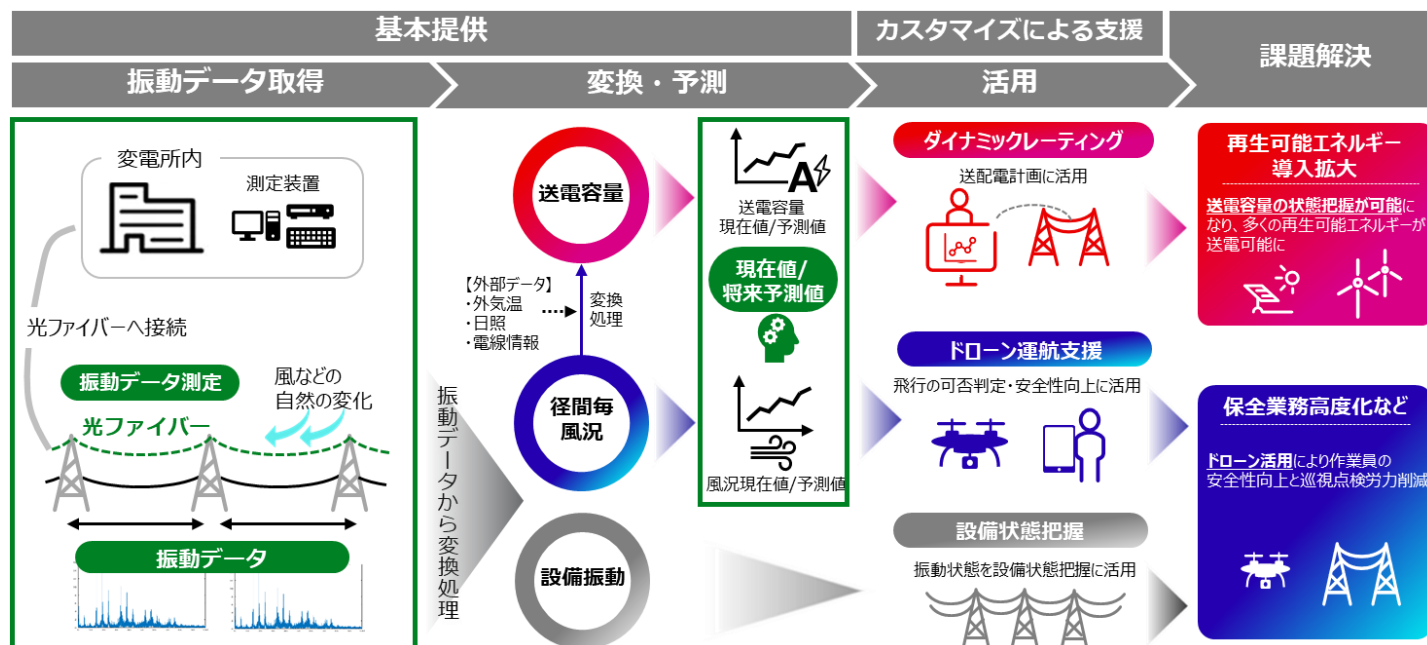 基本提供
カスタマイズによる支援
課題解決
振動データ取得
変換・予測
活用
変電所内
測定装置
光ファイバーへ接続
振動データ測定
風などの
自然の変化
光ファイバー
振動データ
振動データから変換処理
送電容量
【外部データ】
・外気温
・日照
・電線情報
変換
処理
径間毎
風況
設備振動
A
送電容量
現在値/予測値
現在値/
将来予測値
風況現在値/予測値
ダイナミックレーティング
送配電計画に活用
ドローン運航支援
飛行の可否判定・安全性向上に活用
設備状態把握
振動状態を設備状態把握に活用
再生可能エネルギー
導入拡大
送電容量の状態把握が可能に
なり、多くの再生可能エネルギーが
送電可能に
保全業務高度化など
ドローン活用により作業員の
安全性向上と巡視点検労力削減